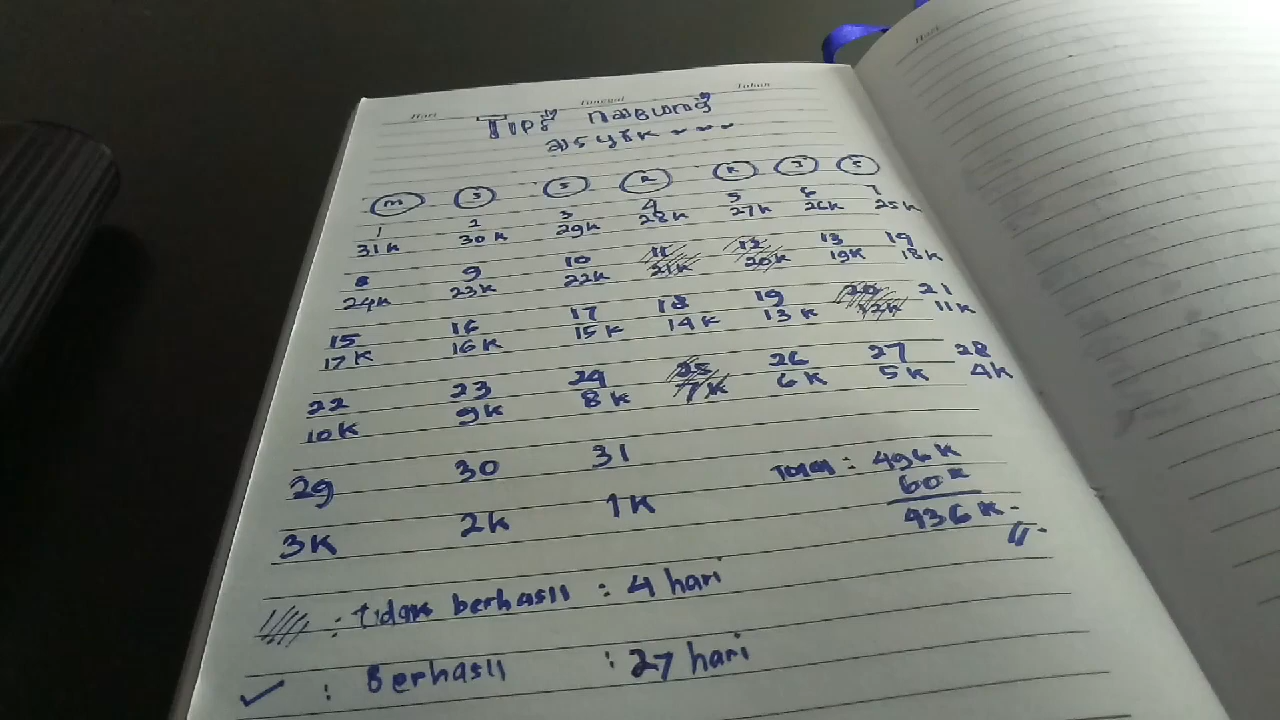 Hari Tanggal Tahun
Tips nabung
asyik ---
M S S R K J S
1 2 3 4 5 6 7
31K 30K 29K 28K 27K 26K 25K
8 9 10 11 12 13 14
24K 23K 22K 21K 20K 19K 18K
15 16 17 18 19 20 21
17K 16K 15K 14K 13K 12K 11K
22 23 24 25 26 27 28
10K 9K 8K 7K 6K 5K 4K
29 30 31
3K 2K 1K
Total : 496K
60K
436K-
: tidak berhasil : 4 hari
✓ : Berhasil : 27 hari
Hari